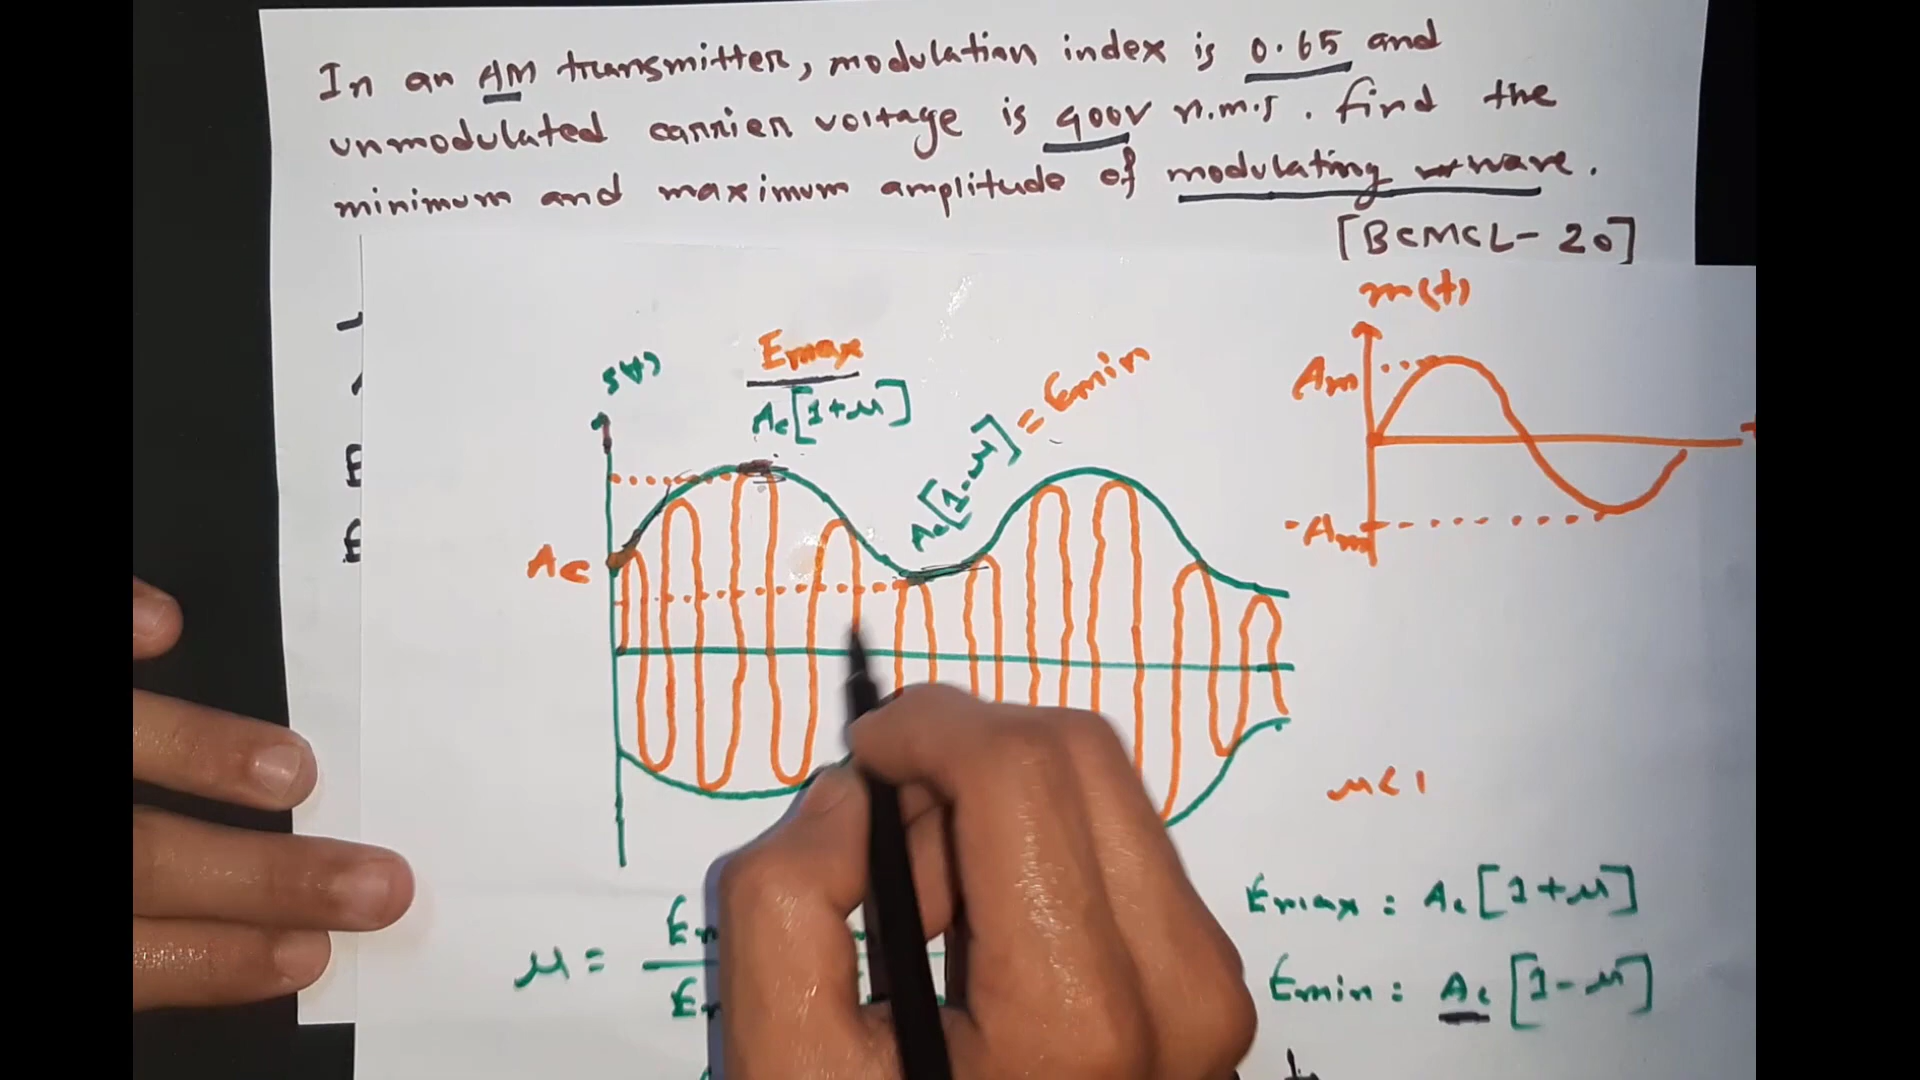 In an AM transmitter, modulation index is 0.65 and
unmodulated carrier voltage is 900V r.m.s. find the
minimum and maximum amplitude of modulating wave.
[BCMCL-20]
m(t)
Emax
s(t)
Ac[1+μ]
Ac[1-μ] = Emin
Am
t
-Am
Ac
μ<1
Emax = Ac[1+μ]
μ =
Emin = Ac[1-μ]